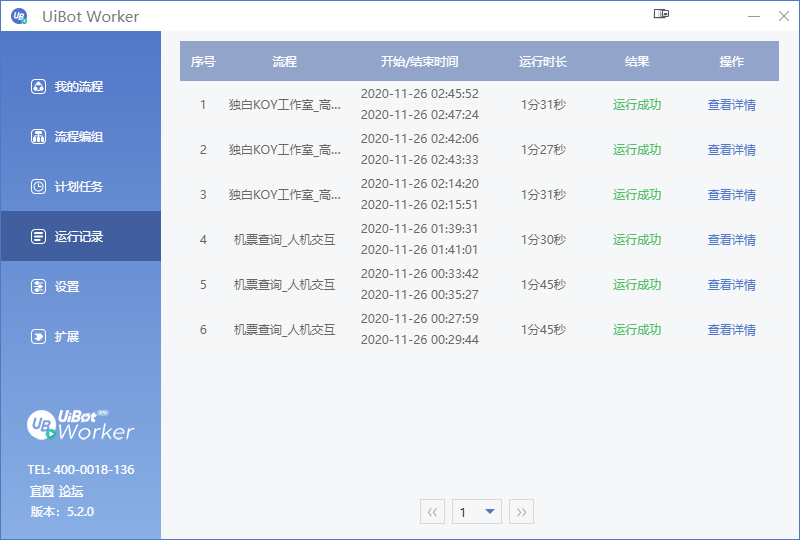 UiBot Worker
我的流程
流程编组
计划任务
运行记录
设置
扩展
UiBot
Worker
TEL: 400-0018-136
官网 论坛
版本：5.2.0
序号 流程 开始/结束时间 运行时长 结果 操作
1 独白KOY工作室_高... 2020-11-26 02:45:52 1分31秒 运行成功 查看详情
2020-11-26 02:47:24
2 独白KOY工作室_高... 2020-11-26 02:42:06 1分27秒 运行成功 查看详情
2020-11-26 02:43:33
3 独白KOY工作室_高... 2020-11-26 02:14:20 1分31秒 运行成功 查看详情
2020-11-26 02:15:51
4 机票查询_人机交互 2020-11-26 01:39:31 1分30秒 运行成功 查看详情
2020-11-26 01:41:01
5 机票查询_人机交互 2020-11-26 00:33:42 1分45秒 运行成功 查看详情
2020-11-26 00:35:27
6 机票查询_人机交互 2020-11-26 00:27:59 1分45秒 运行成功 查看详情
2020-11-26 00:29:44
1